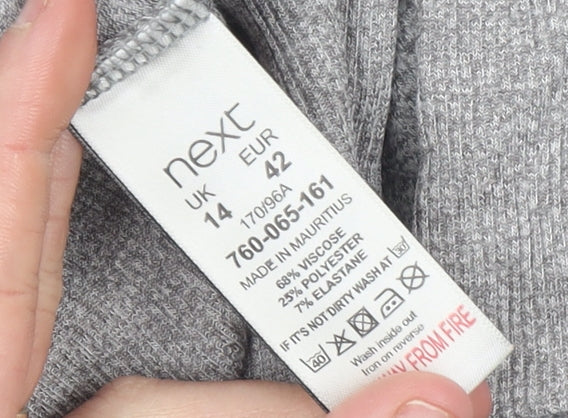 next
UK EUR
14 42
170/96A
760-065-161
MADE IN MAURITIUS
68% VISCOSE
25% POLYESTER
7% ELASTANE
IF IT'S NOT DIRTY WASH AT 30
40
Wash inside out
Iron on reverse
FROM FIRE